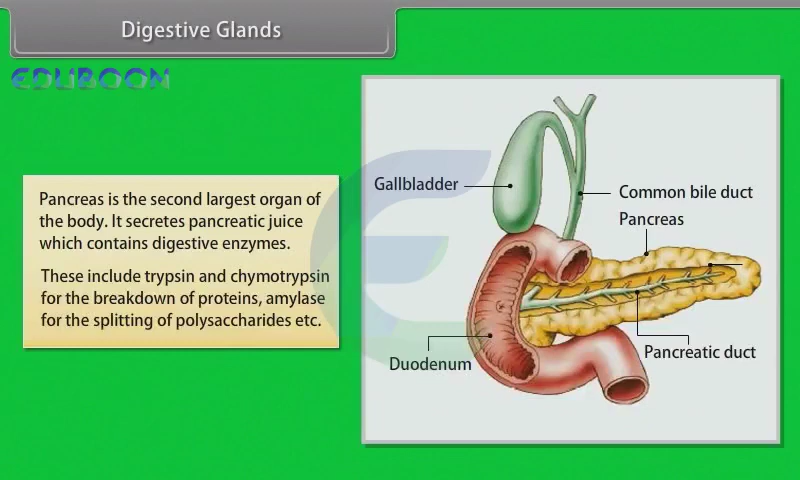 Digestive Glands
EDUBOON
Pancreas is the second largest organ of
the body. It secretes pancreatic juice
which contains digestive enzymes.
These include trypsin and chymotrypsin
for the breakdown of proteins, amylase
for the splitting of polysaccharides etc.
Gallbladder
Common bile duct
Pancreas
Pancreatic duct
Duodenum